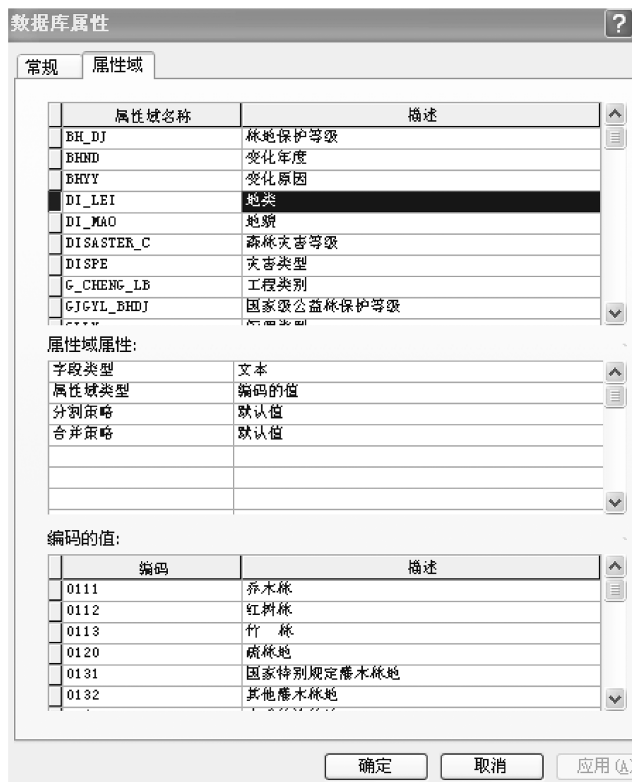 数据库属性
常规 属性域
属性域名称 描述
BH_DJ 林地保护等级
BHND 变化年度
BHYY 变化原因
DI_LEI 地类
DI_MAO 地貌
DISASTER_C 森林灾害等级
DISPE 灾害类型
G_CHENG_LB 工程类别
GJGYL_BHDJ 国家级公益林保护等级
属性域属性:
字段类型 文本
属性域类型 编码的值
分割策略 默认值
合并策略 默认值
编码的值:
编码 描述
0111 乔木林
0112 红树林
0113 竹 林
0120 疏林地
0131 国家特别规定灌木林地
0132 其他灌木林地
确定 取消 应用(A)